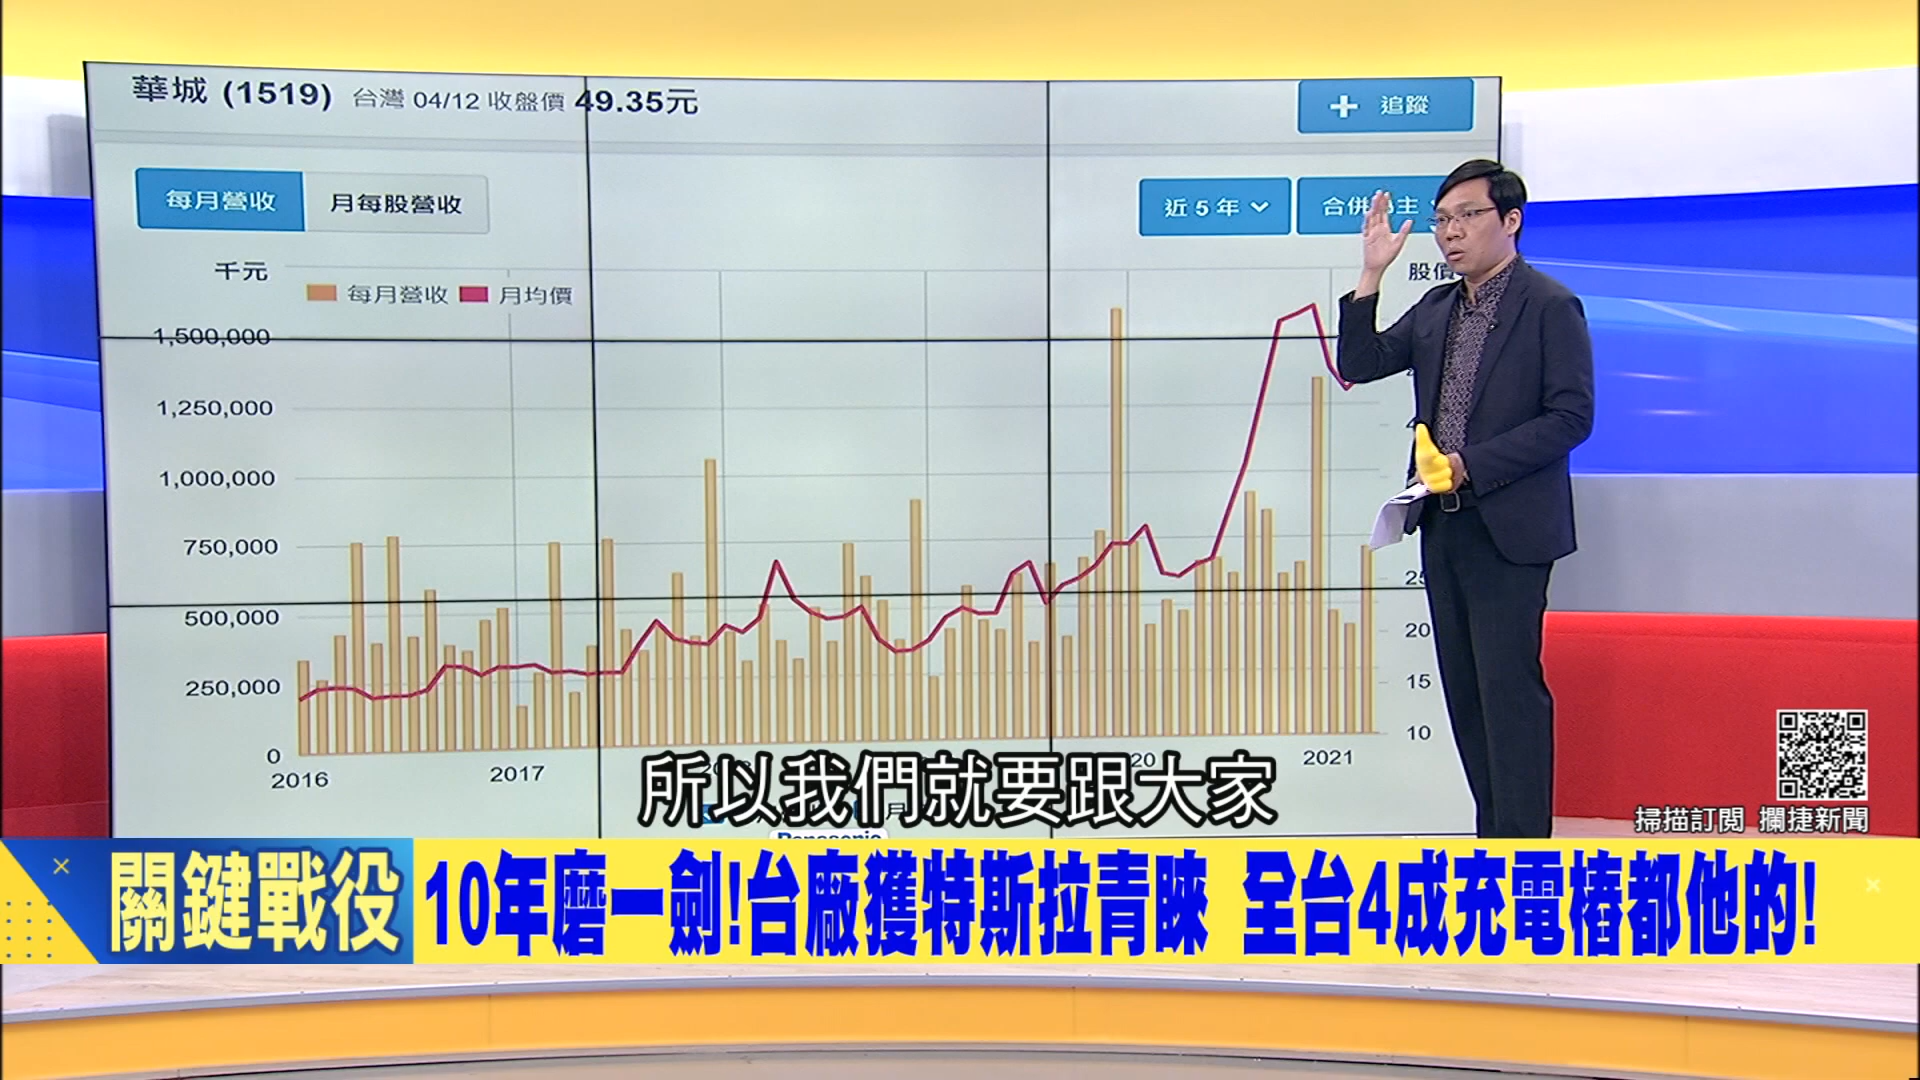 華城 (1519) 台灣 04/12 收盤價 49.35元
追蹤
每月營收 月每股營收
近 5 年
千元
每月營收 月均價
股價
1,500,000
1,250,000
1,000,000
750,000
500,000
250,000
0
25
20
15
10
2016 2017 2021
所以我們就要跟大家
Panasonic
掃描訂閱 攔捷新聞
關鍵戰役
10年磨一劍!台廠獲特斯拉青睞 全台4成充電樁都他的!